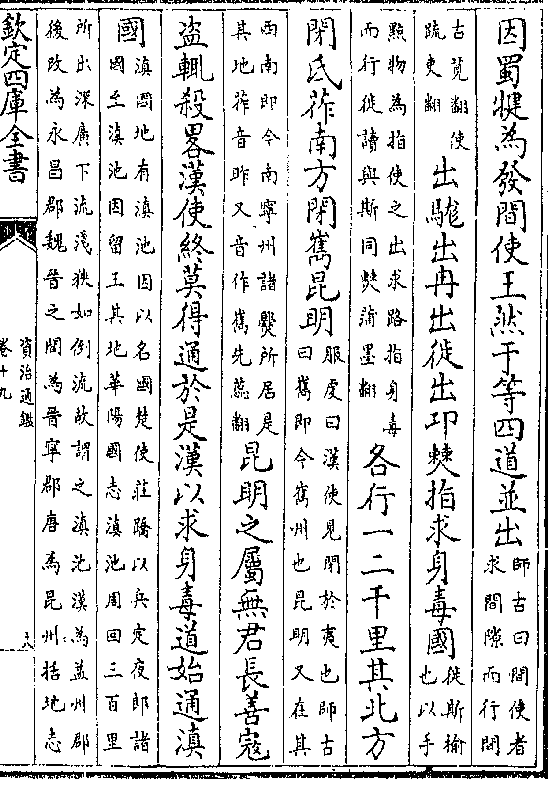 因蜀犍為發間使王然于等四道並出師古曰間使者
求間隙而行間
古莧翻使
疏吏翻出駹出冉出徙出卭僰指求身毒國徙斯榆
也以手
㸃物為指使之出求路指身毒
而行徙讀與斯同僰蒲墨翻各行一二千里其北方
閉氐莋南方閉嶲昆明服虔曰漢使見閉於夷也師古
曰嶲即今嶲州也昆明又在其
西南即今南寧州諸爨所居是
其地莋音昨又音作嶲先蕊翻昆明之屬無君長善寇
盜輒殺畧漢使終莫得通於是漢以求身毒道始通滇
國滇國地有滇池因以名國楚使莊蹻以兵定夜郎諸
國至滇池因留王其地華陽國志滇池周回三百里
所出深廣下流淺狹如倒流故謂之滇池漢為益州郡
後改為永昌郡魏晉之間為晉寧郡唐為昆州括地志
欽定四庫全書
資治通鑑
卷十九